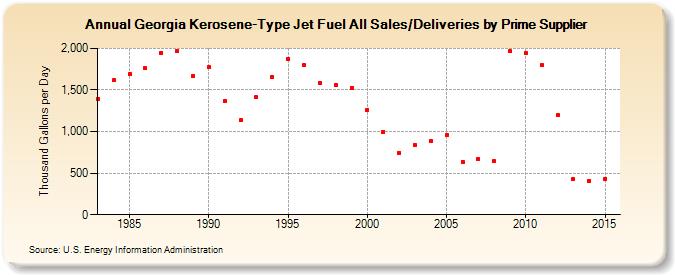 Annual Georgia Kerosene-Type Jet Fuel All Sales/Deliveries by Prime Supplier
Thousand Gallons per Day
2,000
1,500
1,000
500
0
1985 1990 1995 2000 2005 2010 2015
Source: U.S. Energy Information Administration